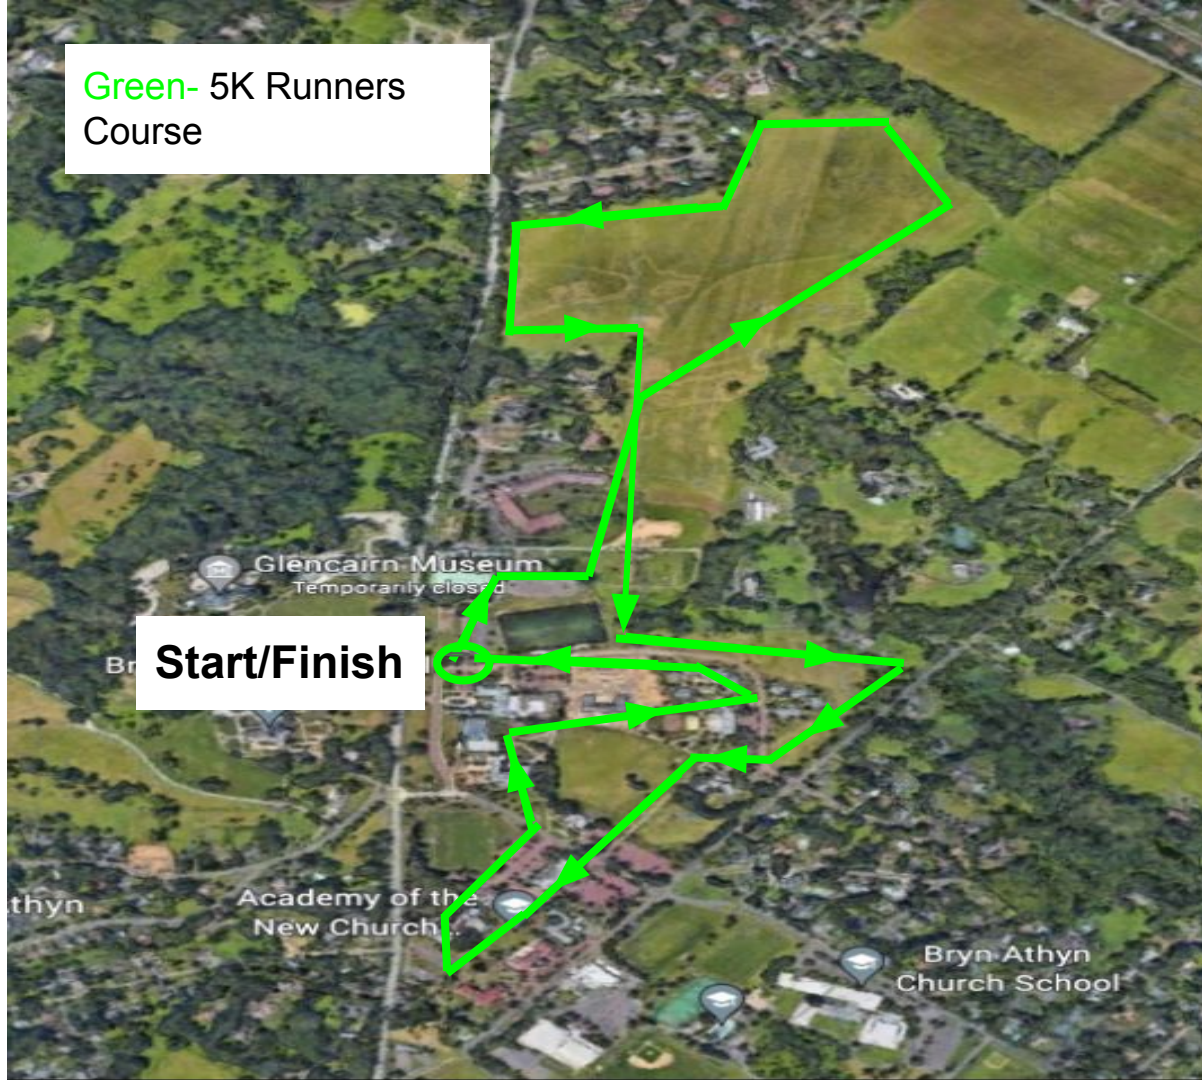 Green- 5K Runners
Course
Glencairn Museum
Temporarily closed
Start/Finish
Br
thyn
Academy of the
New Church...
Bryn Athyn
Church School